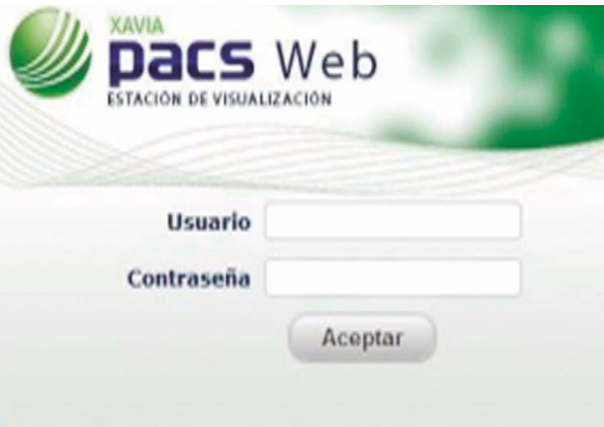 XAVIA
pacs Web
ESTACIÓN DE VISUALIZACIÓN
Usuario
Contraseña
Aceptar